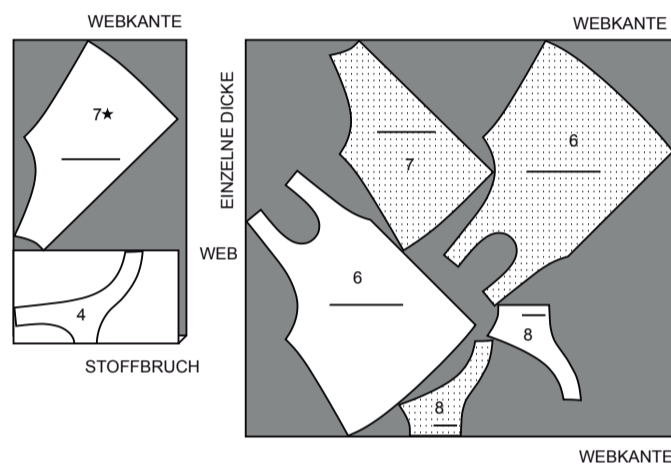 WEBKANTE
7★
4
WEB
STOFFBRUCH
WEBKANTE
EINZELNE DICKE
7
6
6
8
8
WEBKANTE